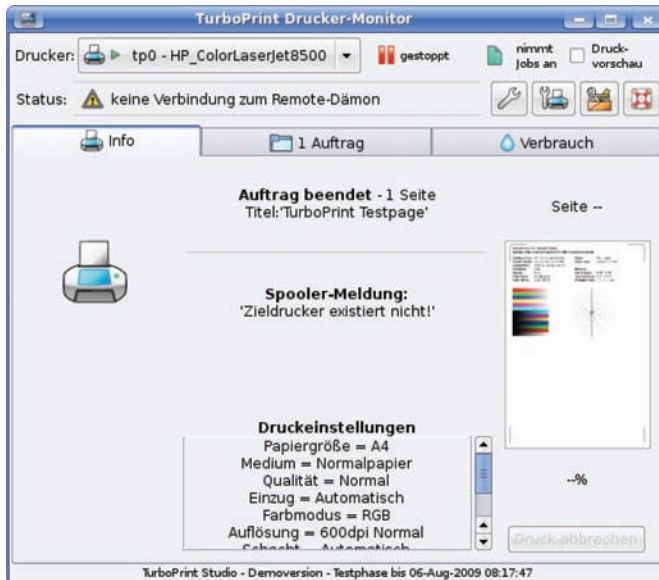 TurboPrint Drucker-Monitor
Drucker: tp0 - HP_ColorLaserJet8500 gestoppt nimmt Jobs an Druck-vorschau
Status: keine Verbindung zum Remote-Dämon
Info 1 Auftrag Verbrauch
Auftrag beendet - 1 Seite
Titel:'TurboPrint Testpage'
Seite --
Spooler-Meldung:
'Zieldrucker existiert nicht!'
Druckeinstellungen
Papiergröße = A4
Medium = Normalpapier
Qualität = Normal
Einzug = Automatisch
Farbmodus = RGB
Auflösung = 600dpi Normal
Schacht = Automatisch
--%
Druck abbrechen
TurboPrint Studio - Demoversion - Testphase bis 06-Aug-2009 08:17:47